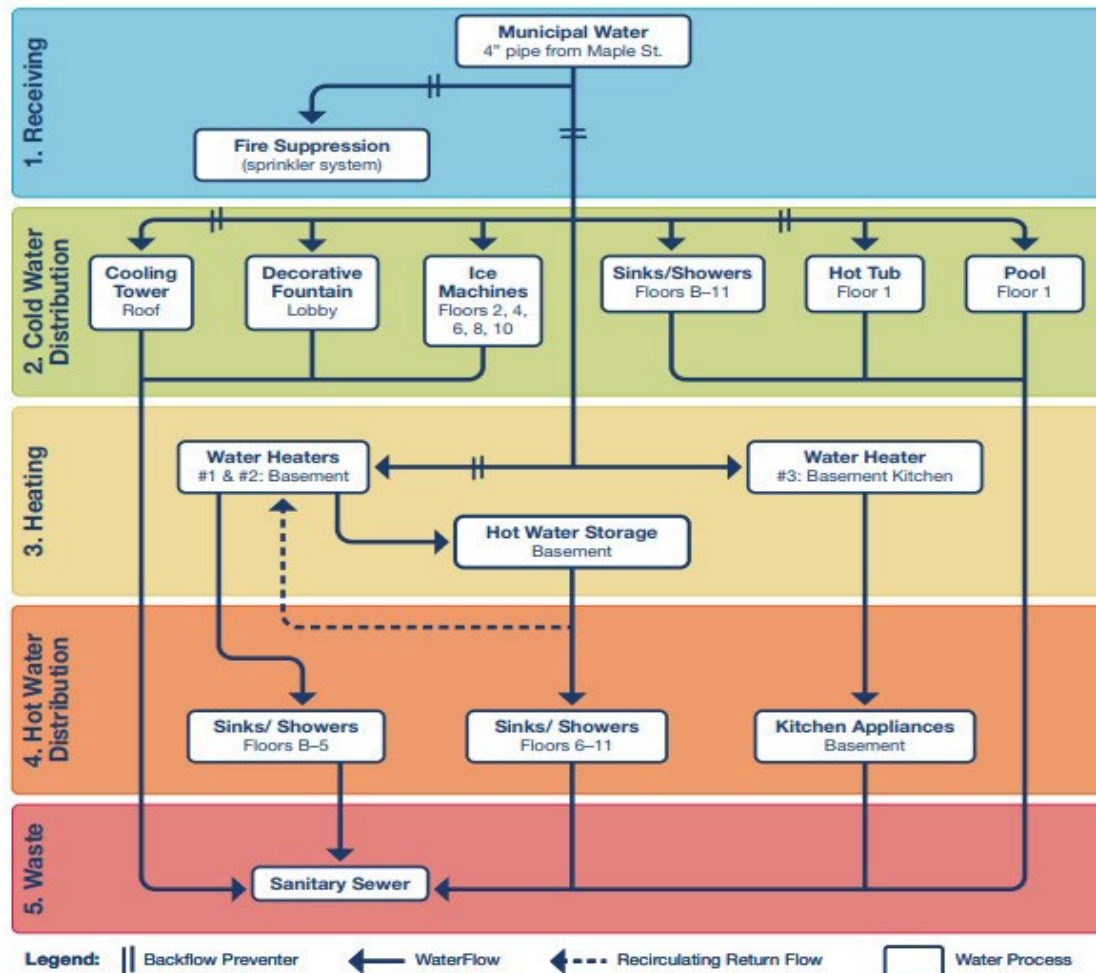 1. Receiving
Municipal Water
4" pipe from Maple St.
Fire Suppression
(sprinkler system)
2. Cold Water
Distribution
Cooling
Tower
Roof
Decorative
Fountain
Lobby
Ice
Machines
Floors 2, 4,
6, 8, 10
Sinks/Showers
Floors B–11
Hot Tub
Floor 1
Pool
Floor 1
3. Heating
Water Heaters
#1 & #2: Basement
Water Heater
#3: Basement Kitchen
Hot Water Storage
Basement
4. Hot Water
Distribution
Sinks/ Showers
Floors B–5
Sinks/ Showers
Floors 6–11
Kitchen Appliances
Basement
5. Waste
Sanitary Sewer
Legend: Backflow Preventer WaterFlow Recirculating Return Flow Water Process